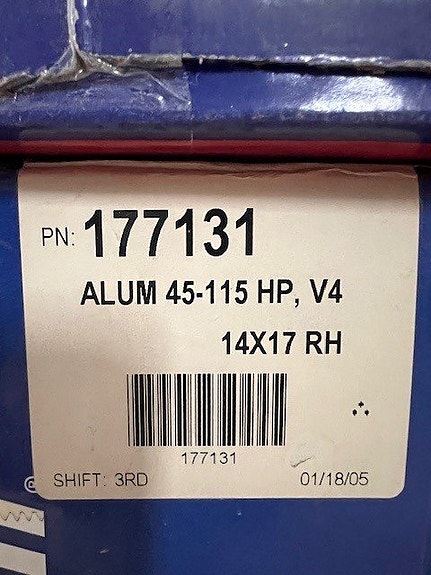 PN: 177131
ALUM 45-115 HP, V4
14X17 RH
177131
SHIFT: 3RD 01/18/05
®